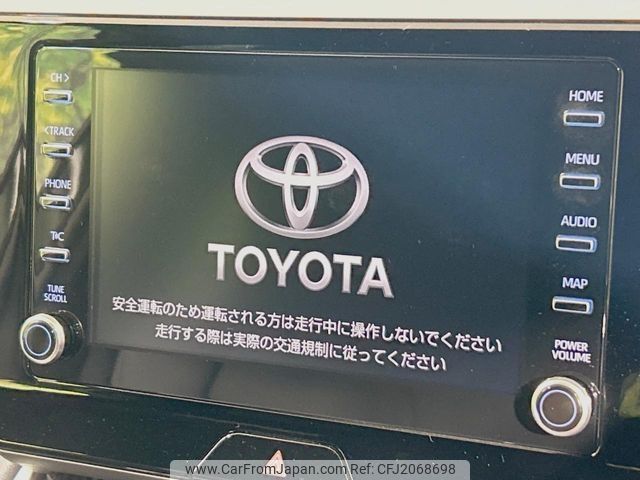 CH >
< TRACK
PHONE
T C
TUNE
SCROLL
TOYOTA
安全運転のため運転される方は走行中に操作しないでください
走行する際は実際の交通規制に従ってください
HOME
MENU
AUDIO
MAP
POWER
VOLUME
www.CarFromJapan.com - CFJ2068698